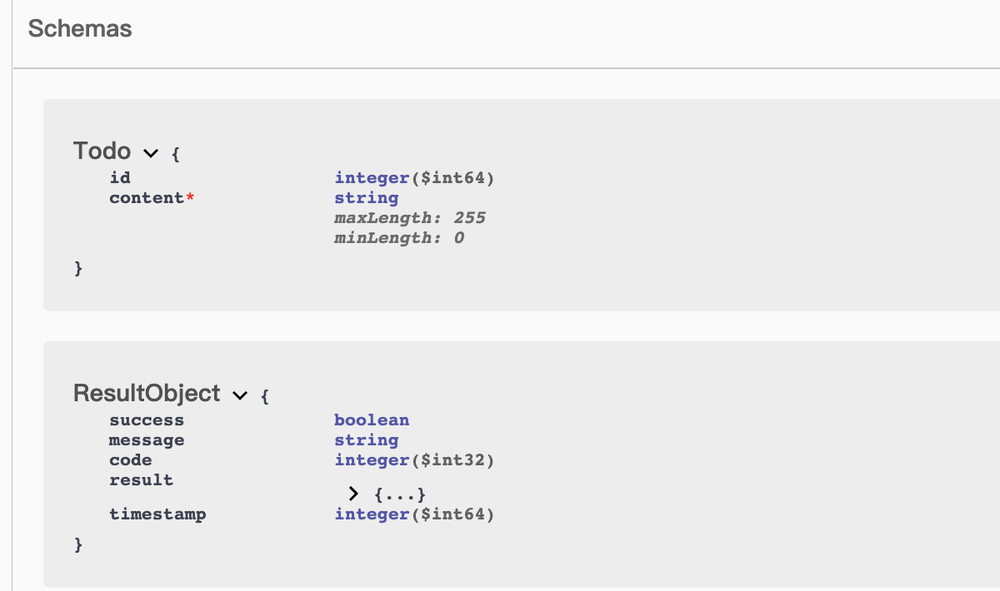 Schemas
Todo {
id integer($int64)
content* string
maxLength: 255
minLength: 0
}
ResultObject {
success boolean
message string
code integer($int32)
result
{...}
timestamp integer($int64)
}